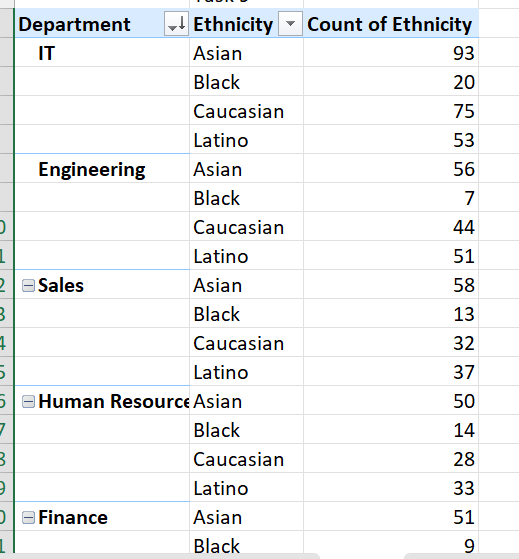 Department Ethnicity Count of Ethnicity
IT Asian 93
Black 20
Caucasian 75
Latino 53
Engineering Asian 56
Black 7
Caucasian 44
Latino 51
Sales Asian 58
Black 13
Caucasian 32
Latino 37
Human Resource Asian 50
Black 14
Caucasian 28
Latino 33
Finance Asian 51
Black 9